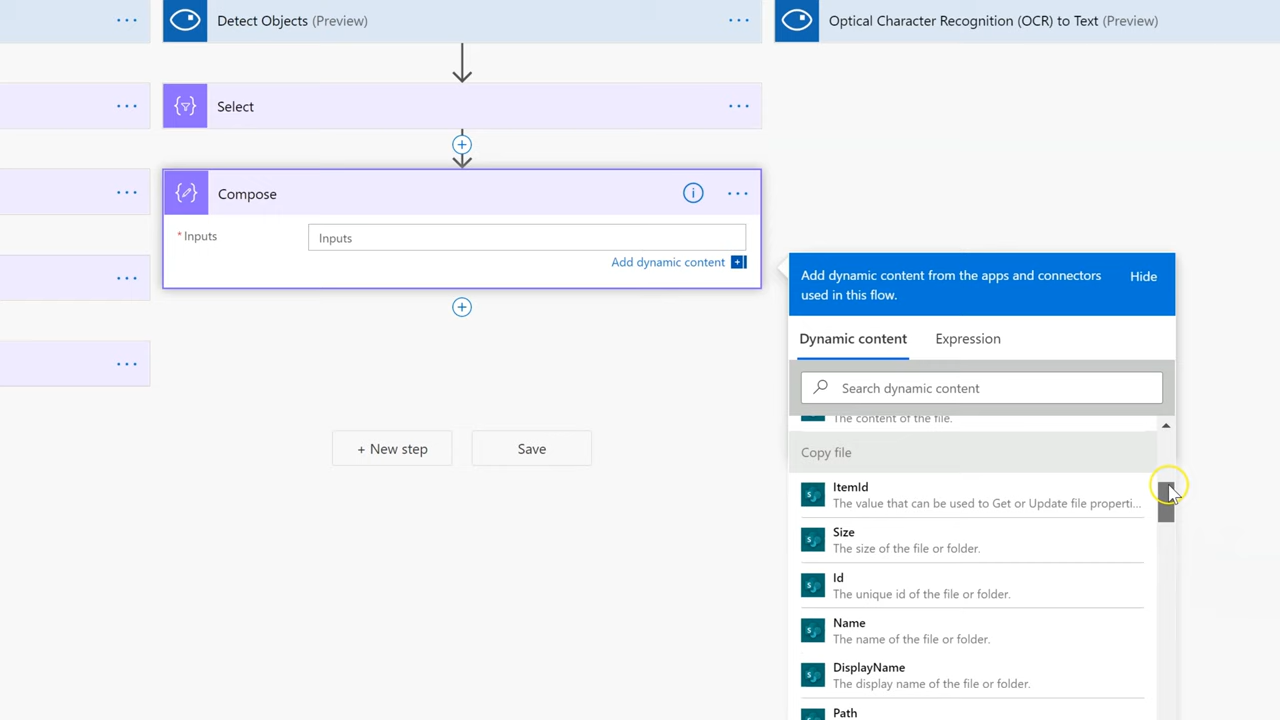 Detect Objects (Preview)
Optical Character Recognition (OCR) to Text (Preview)
Select
Compose
* Inputs
Inputs
Add dynamic content
Add dynamic content from the apps and connectors
used in this flow.
Hide
Dynamic content
Expression
Search dynamic content
The content of the file.
Copy file
ItemId
The value that can be used to Get or Update file properti...
Size
The size of the file or folder.
Id
The unique id of the file or folder.
Name
The name of the file or folder.
DisplayName
The display name of the file or folder.
Path
+ New step
Save